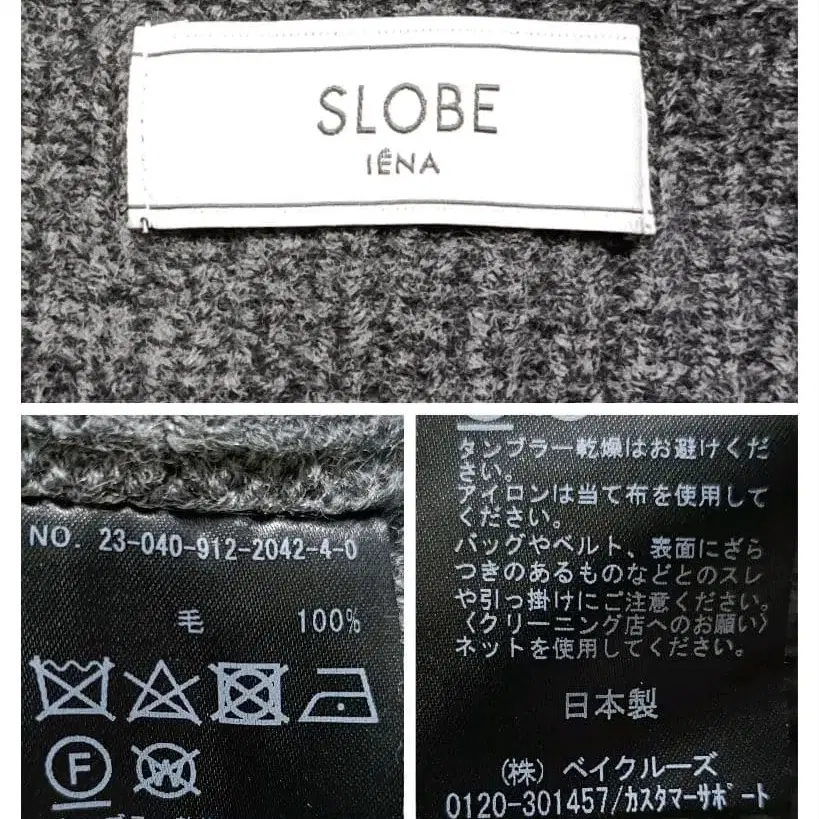 SLOBE
IÉNA
NO. 23-040-912-2042-4-0
毛 100%
F
W
タンブラー乾燥はお避けくだ
さい。
アイロンは当て布を使用して
ください。
バッグやベルト、表面にざら
つきのあるものなどとのスレ
や引っ掛けにご注意ください。
〈クリーニング店へのお願い〉
ネットを使用してください。
日本製
(株) ベイクルーズ
0120-301457/カスタマーサポート